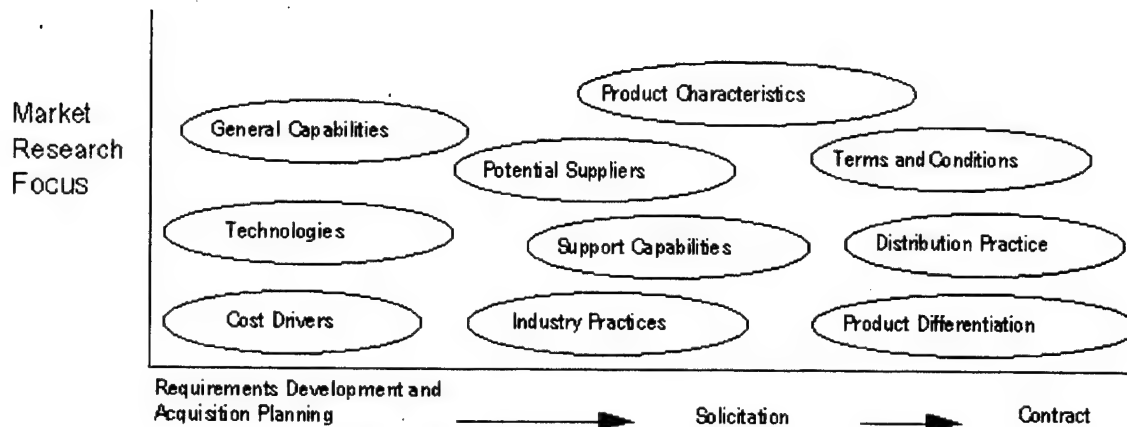 Market
Research
Focus
Product Characteristics
General Capabilities
Potential Suppliers
Terms and Conditions
Technologies
Support Capabilities
Distribution Practice
Cost Drivers
Industry Practices
Product Differentiation
Requirements Development and
Acquisition Planning
Solicitation
Contract